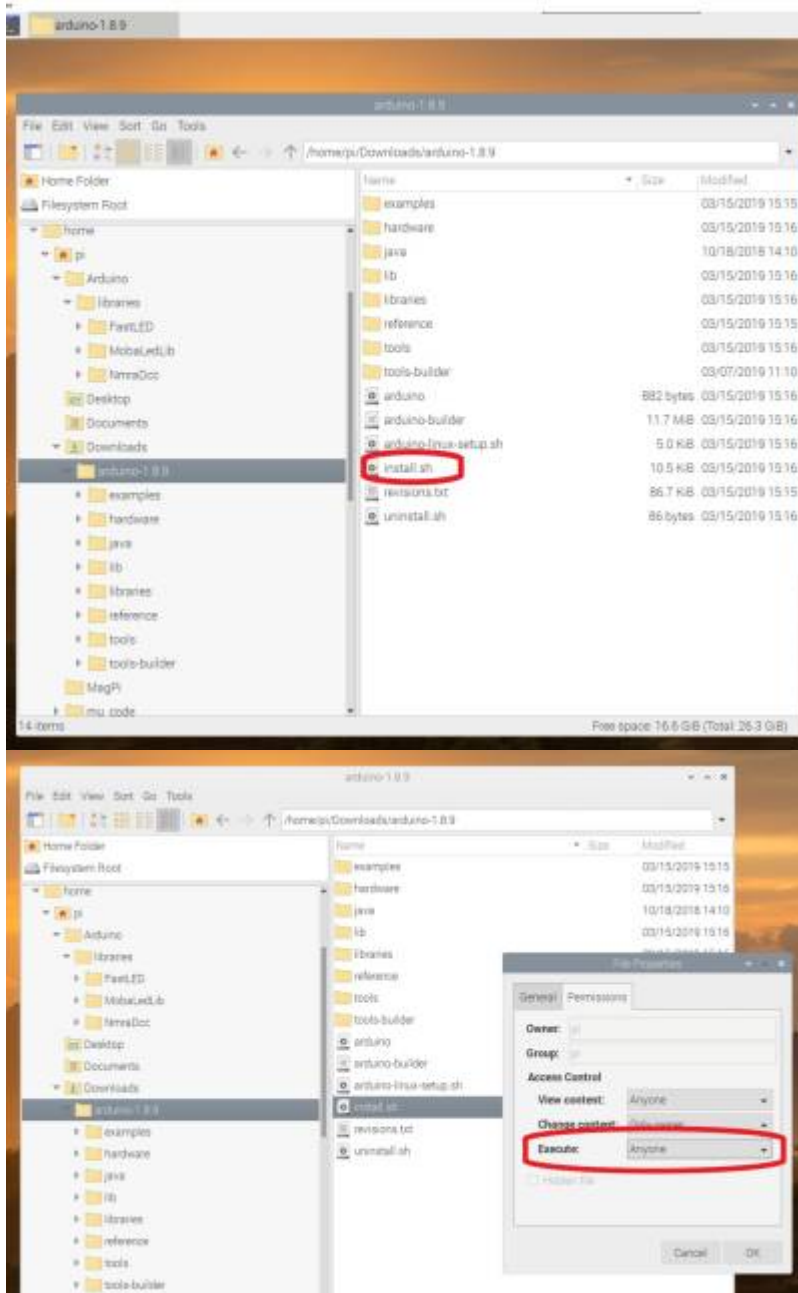 arduino-1.8.9
arduino-1.8.9
File Edit View Sort Go Tools
/home/pi/Downloads/arduino-1.8.9
Home Folder
Filesystem Root
home
pi
Arduino
libraries
FastLED
MobaLedLib
NmraDcc
Desktop
Documents
Downloads
arduino-1.8.9
examples
hardware
java
lib
libraries
reference
tools
tools-builder
MagPi
mu_code
Name Size Modified
examples 03/15/2019 15:15
hardware 03/15/2019 15:16
java 10/18/2018 14:10
lib 03/15/2019 15:16
libraries 03/15/2019 15:16
reference 03/15/2019 15:15
tools 03/15/2019 15:16
tools-builder 03/07/2019 11:10
arduino 882 bytes 03/15/2019 15:16
arduino-builder 11.7 MiB 03/15/2019 15:16
arduino-linux-setup.sh 5.0 KiB 03/15/2019 15:16
install.sh 10.5 KiB 03/15/2019 15:16
revisions.txt 86.7 KiB 03/15/2019 15:15
uninstall.sh 86 bytes 03/15/2019 15:16
14 items Free space: 16.6 GiB (Total: 26.3 GiB)
arduino-1.8.9
File Edit View Sort Go Tools
/home/pi/Downloads/arduino-1.8.9
Home Folder
Filesystem Root
home
pi
Arduino
libraries
FastLED
MobaLedLib
NmraDcc
Desktop
Documents
Downloads
arduino-1.8.9
examples
hardware
java
lib
libraries
reference
tools
tools-builder
Name Size Modified
examples 03/15/2019 15:15
hardware 03/15/2019 15:16
java 10/18/2018 14:10
lib 03/15/2019 15:16
libraries
reference
tools
tools-builder
arduino
arduino-builder
arduino-linux-setup.sh
install.sh
revisions.txt
uninstall.sh
File Properties
General Permissions
Owner: pi
Group: pi
Access Control
View content: Anyone
Change content: Only owner
Execute: Anyone
Hidden file
Cancel OK